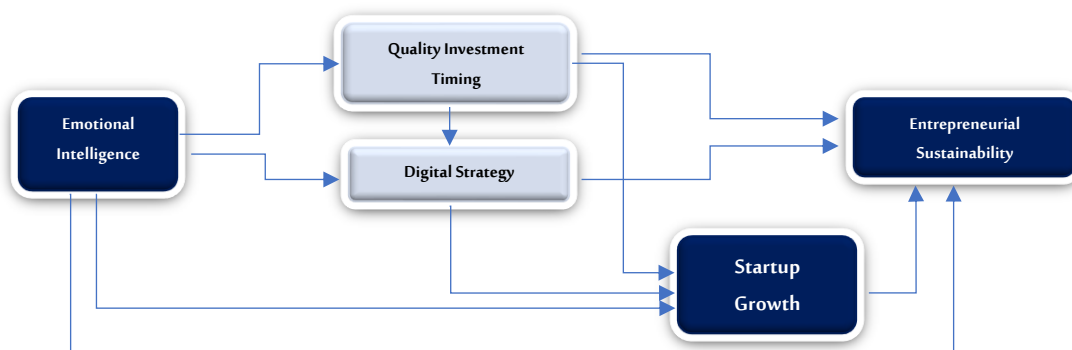 Quality Investment
Timing
Emotional
Intelligence
Entrepreneurial
Sustainability
Digital Strategy
Startup
Growth